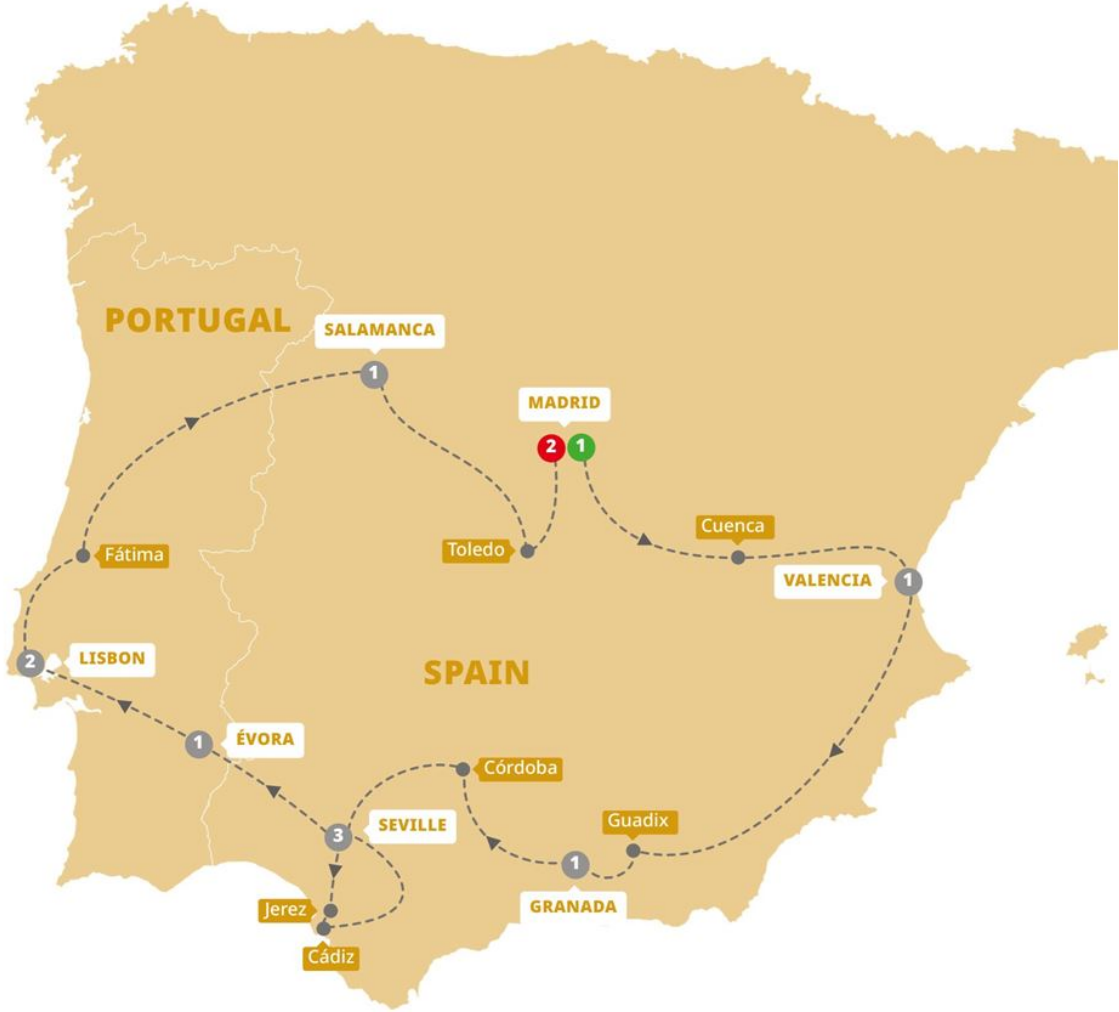 PORTUGAL
SALAMANCA
1
MADRID
2 1
Cuenca
Toledo
Fátima
VALENCIA
1
LISBON
2
SPAIN
ÉVORA
1
Córdoba
SEVILLE
3
Guadix
1
GRANADA
Jerez
Cádiz